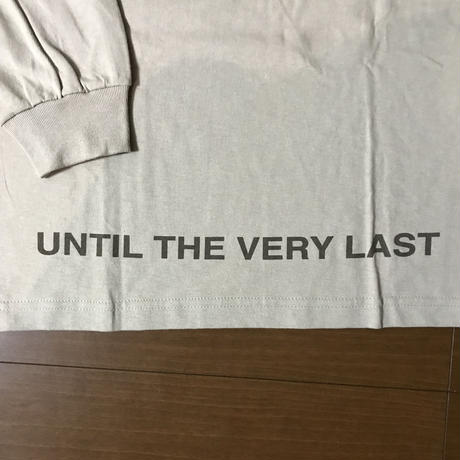 UNTIL THE VERY LAST